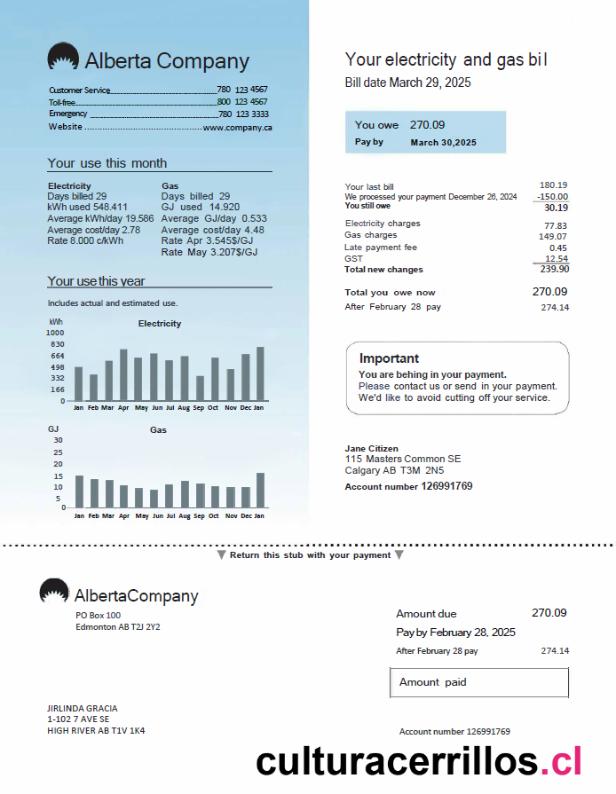 Alberta Company
Customer Service 780 123 4567
Toll-free 800 123 4567
Emergency 780 123 3333
Website ........................................ www.company.ca
Your use this month
Electricity
Days billed 29
kWh used 548.411
Average kWh/day 19.586
Average cost/day 2.78
Rate 8.000 c/kWh
Gas
Days billed 29
GJ used 14.920
Average GJ/day 0.533
Average cost/day 4.48
Rate Apr 3.545$/GJ
Rate May 3.207$/GJ
Your use this year
Includes actual and estimated use.
kWh Electricity
1000
830
664
498
332
166
0
Jan Feb Mar Apr May Jun Jul Aug Sep Oct Nov Dec Jan
GJ Gas
30
25
20
15
10
5
0
Jan Feb Mar Apr May Jun Jul Aug Sep Oct Nov Dec Jan
Your electricity and gas bil
Bill date March 29, 2025
You owe 270.09
Pay by March 30,2025
Your last bill 180.19
We processed your payment December 26, 2024 -150.00
You still owe 30.19
Electricity charges 77.83
Gas charges 149.07
Late payment fee 0.45
GST 12.54
Total new changes 239.90
Total you owe now 270.09
After February 28 pay 274.14
Important
You are behing in your payment.
Please contact us or send in your payment.
We'd like to avoid cutting off your service.
Jane Citizen
115 Masters Common SE
Calgary AB T3M 2N5
Account number 126991769
Return this stub with your payment
AlbertaCompany
PO Box 100
Edmonton AB T2J 2Y2
Amount due 270.09
Pay by February 28, 2025
After February 28 pay 274.14
Amount paid
JIRLINDA GRACIA
1-102 7 AVE SE
HIGH RIVER AB T1V 1K4
Account number 126991769
culturacerrillos.cl